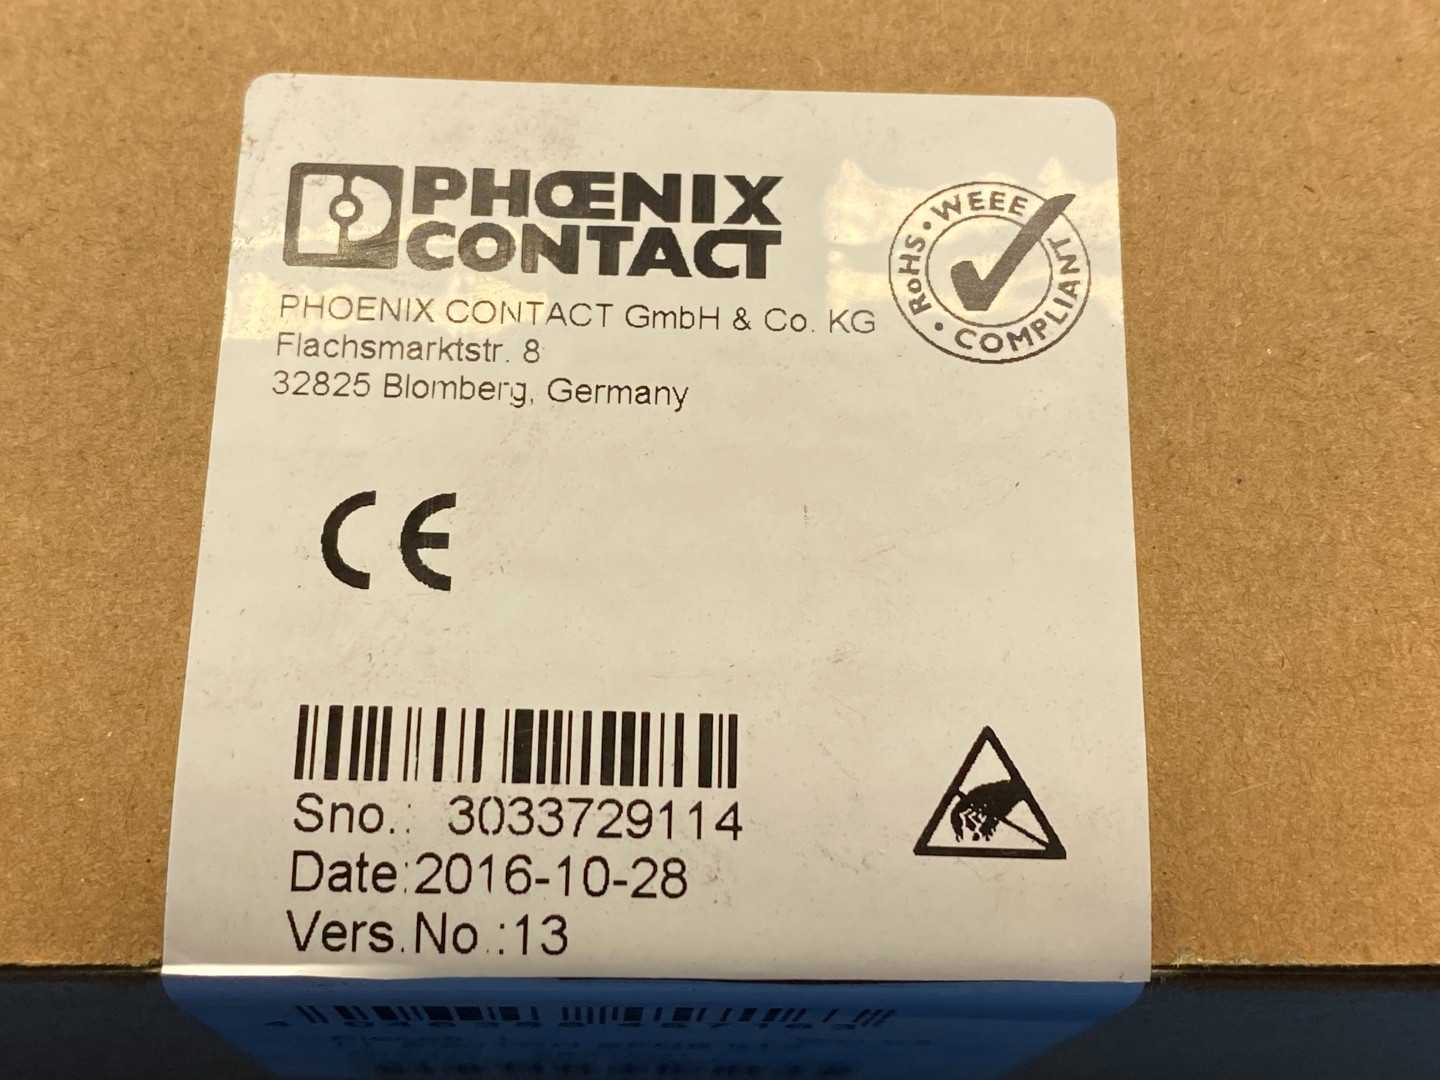 PHŒNIX
CONTACT
WEEE · COMPLIANT · RoHS ·
PHOENIX CONTACT GmbH & Co. KG
Flachsmarktstr. 8
32825 Blomberg, Germany
CE
Sno.: 3033729114
Date:2016-10-28
Vers.No.:13